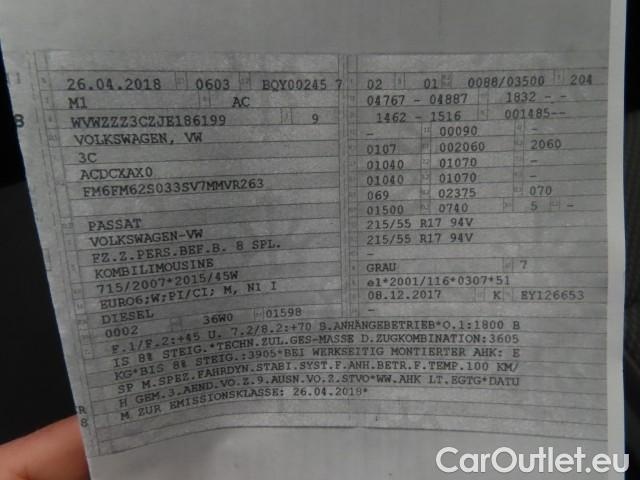 26.04.2018 0603 BQY00245 7
M1 AC
WVWZZZ3CZJE186199 9
VOLKSWAGEN, VW
3C
ACDCXAX0
FM6FM62S033SV7MMVR263
PASSAT
VOLKSWAGEN-VW
FZ.Z.PERS.BEF.B. 8 SPL.
KOMBILIMOUSINE
715/2007*2015/45W
EURO6;W;PI/CI; M, N1 I
DIESEL
0002 36W0 01598
02 01 0088/03500 204
04767 - 04887 1832 - -
1462 - 1516 001485--
- 00090 -
0107 002060 2060
01040 01070 -
01040 01070 -
069 02375 070
01500 0740 5 -
215/55 R17 94V
215/55 R17 94V
-
GRAU 7
e1*2001/116*0307*51
08.12.2017 K EY126653
F.1/F.2:+45 U. 7.2/8.2:+70 B.ANHÄNGEBETRIEB*O.1:1800 B
IS 8% STEIG.*TECHN.ZUL.GES-MASSE D.ZUGKOMBINATION:3605
KG*BIS 8% STEIG.:3905*BEI WERKSEITIG MONTIERTER AHK: E
SP M.SPEZ.FAHRDYN.STABI.SYST.F.ANH.BETR.F.TEMP.100 KM/
H GEM.3.AEND.VO.Z.9.AUSN.VO.Z.STVO*WW.AHK LT.EGTG*DATU
M ZUR EMISSIONSKLASSE: 26.04.2018*
CarOutlet.eu